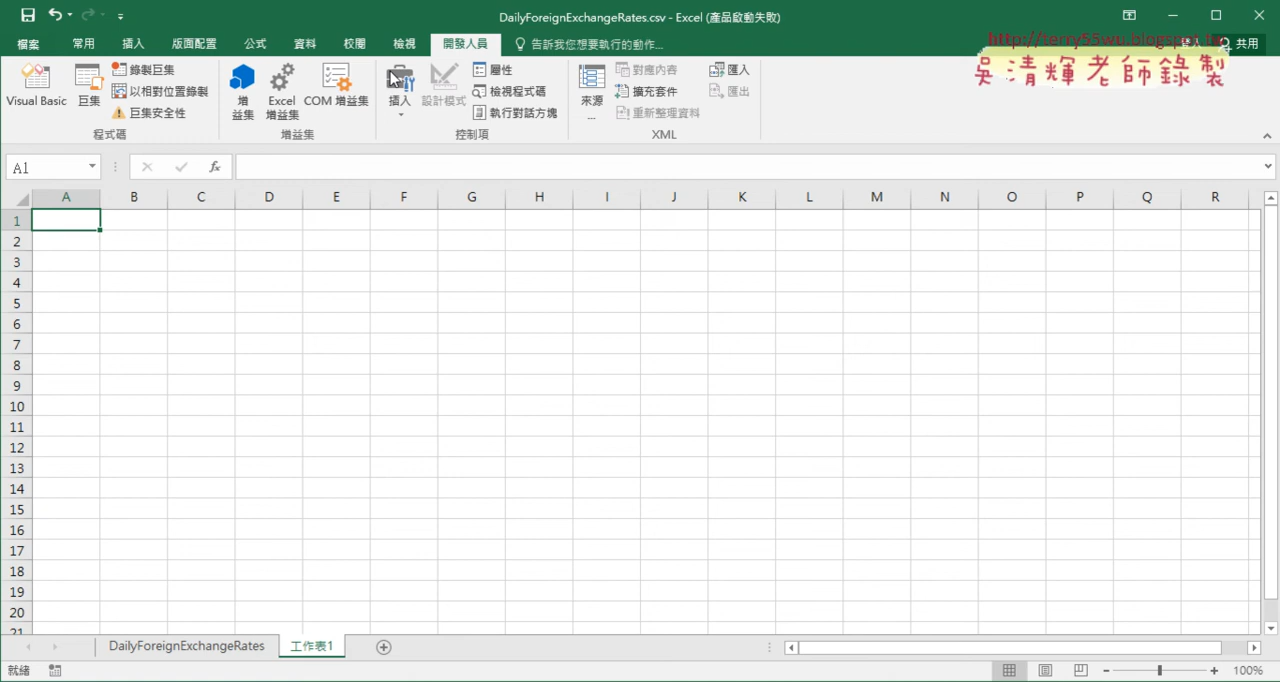 DailyForeignExchangeRates.csv - Excel (產品啟動失敗)
檔案 常用 插入 版面配置 公式 資料 校閱 檢視 開發人員 告訴我您想要執行的動作... 登入 共用
http://terry55wu.blogspot.tw
吳清輝老師錄製
Visual Basic 巨集 錄製巨集 以相對位置錄製 巨集安全性
程式碼
增益集 Excel 增益集 COM 增益集
增益集
插入 設計模式 屬性 檢視程式碼 執行對話方塊
控制項
來源... 對應內容 擴充套件 重新整理資料 匯入 匯出
XML
A1 fx
A B C D E F G H I J K L M N O P Q R
1
2
3
4
5
6
7
8
9
10
11
12
13
14
15
16
17
18
19
20
21
DailyForeignExchangeRates 工作表1
就緒 100%